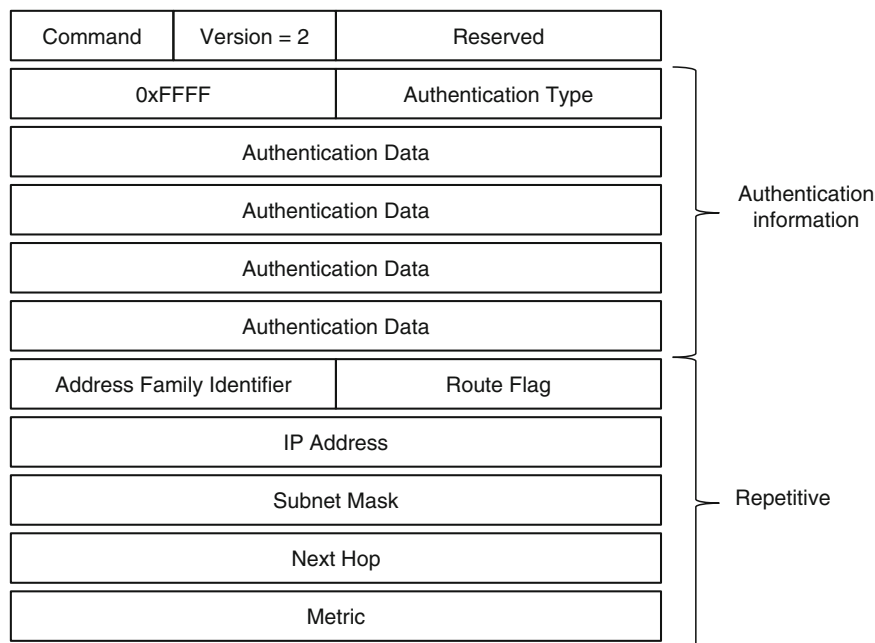 Command Version = 2 Reserved
0xFFFF Authentication Type
Authentication Data
Authentication Data
Authentication Data
Authentication Data
Authentication
information
Address Family Identifier Route Flag
IP Address
Subnet Mask
Next Hop
Metric
Repetitive